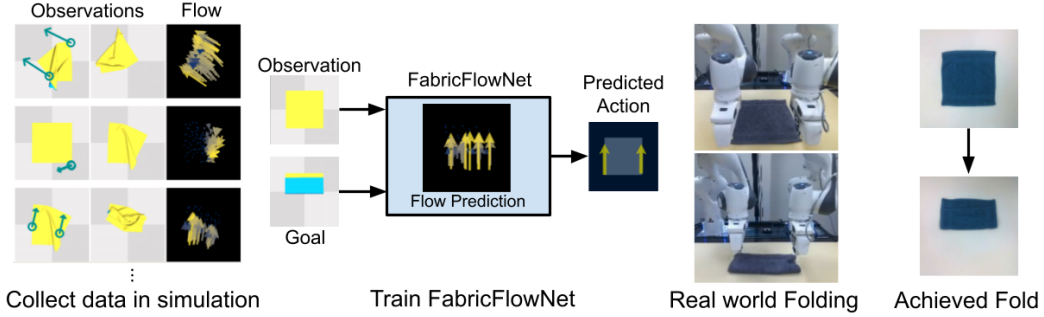 Observations
Flow
Observation
FabricFlowNet
Predicted
Action
Flow Prediction
Goal
...
Collect data in simulation
Train FabricFlowNet
Real world Folding
Achieved Fold